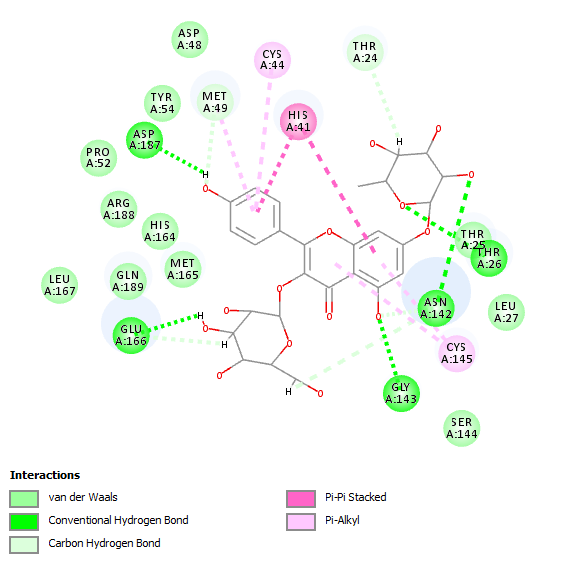 ASP
A:48
CYS
A:44
THR
A:24
TYR
A:54
MET
A:49
HIS
A:41
ASP
A:187
PRO
A:52
H
O
H
O
O
O
O
ARG
A:188
HIS
A:164
O
O
THR
A:25
THR
A:26
MET
A:165
LEU
A:167
GLN
A:189
O
O
O
ASN
A:142
LEU
A:27
GLU
A:166
H
O
O
H
O
O
CYS
A:145
O
H
O
GLY
A:143
SER
A:144
Interactions
van der Waals
Conventional Hydrogen Bond
Carbon Hydrogen Bond
Pi-Pi Stacked
Pi-Alkyl